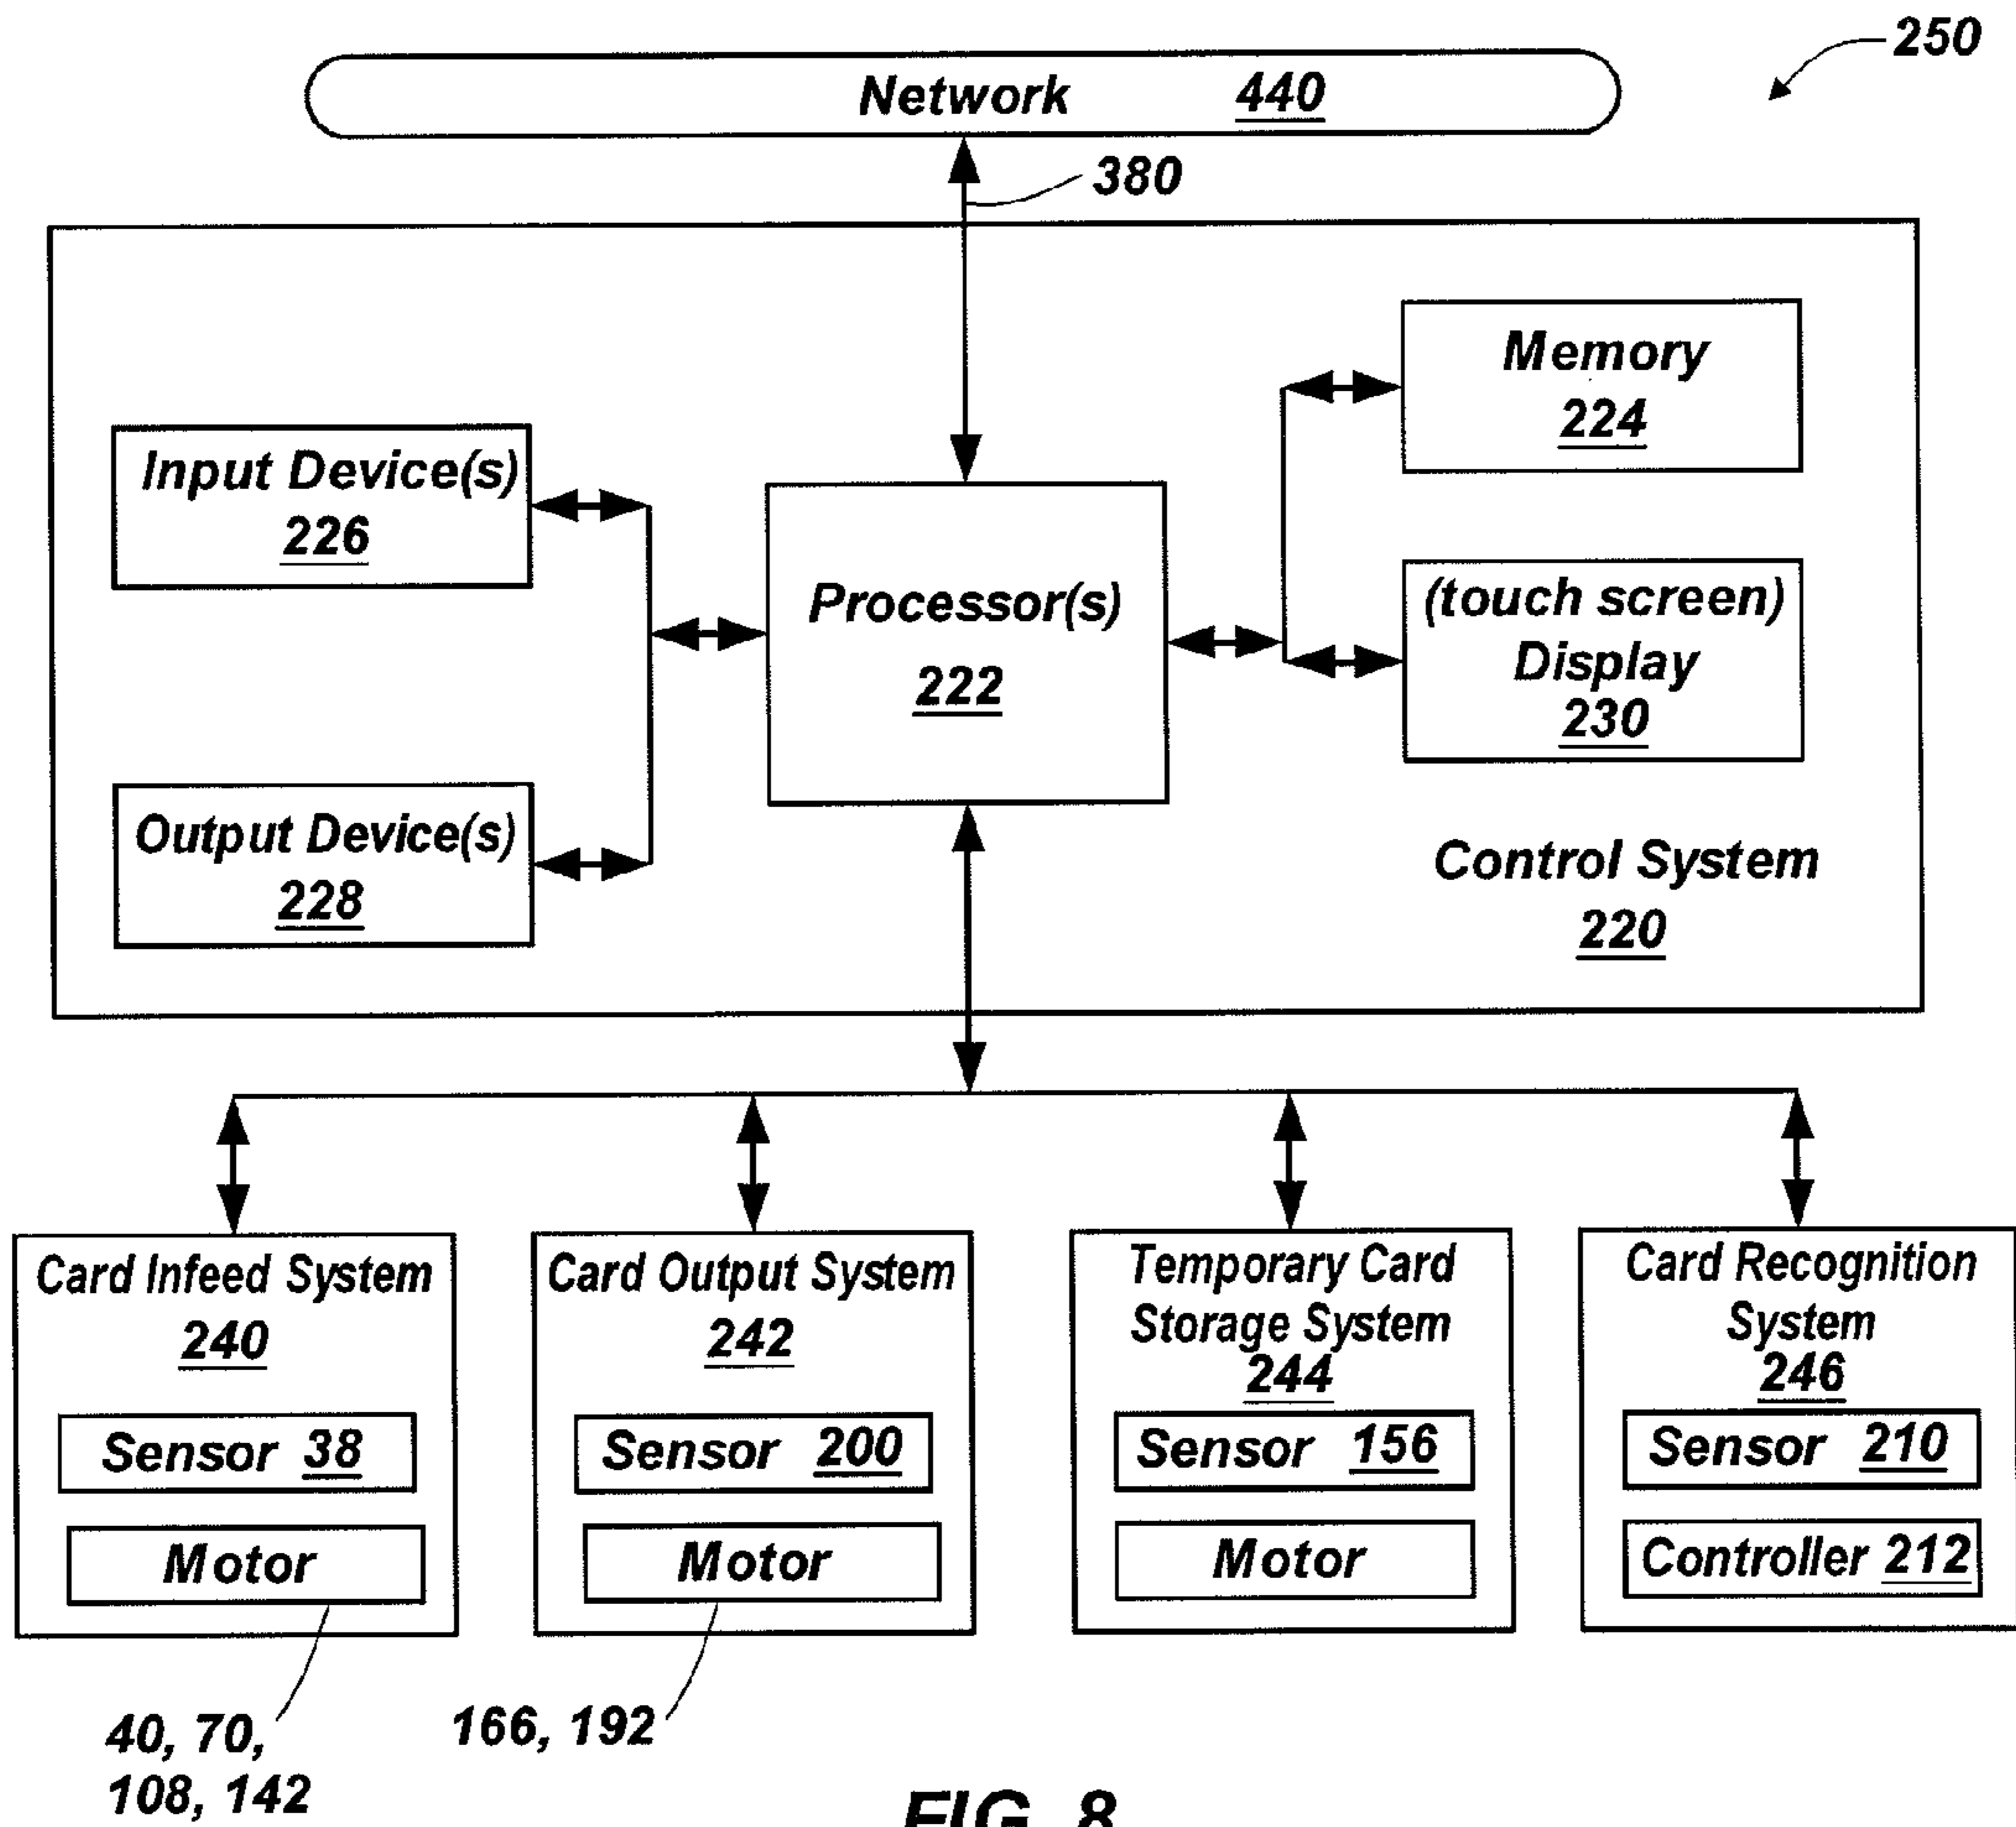 250
Network 440
380
Memory
224
Input Device(s)
226
(touch screen)
Display
230
Processor(s)
222
Output Device(s)
228
Control System
220
Card Infeed System
240
Sensor 38
Motor
Card Output System
242
Sensor 200
Motor
Temporary Card
Storage System
244
Sensor 156
Motor
Card Recognition
System
246
Sensor 210
Controller 212
40, 70,
108, 142
166, 192
FIG. 8